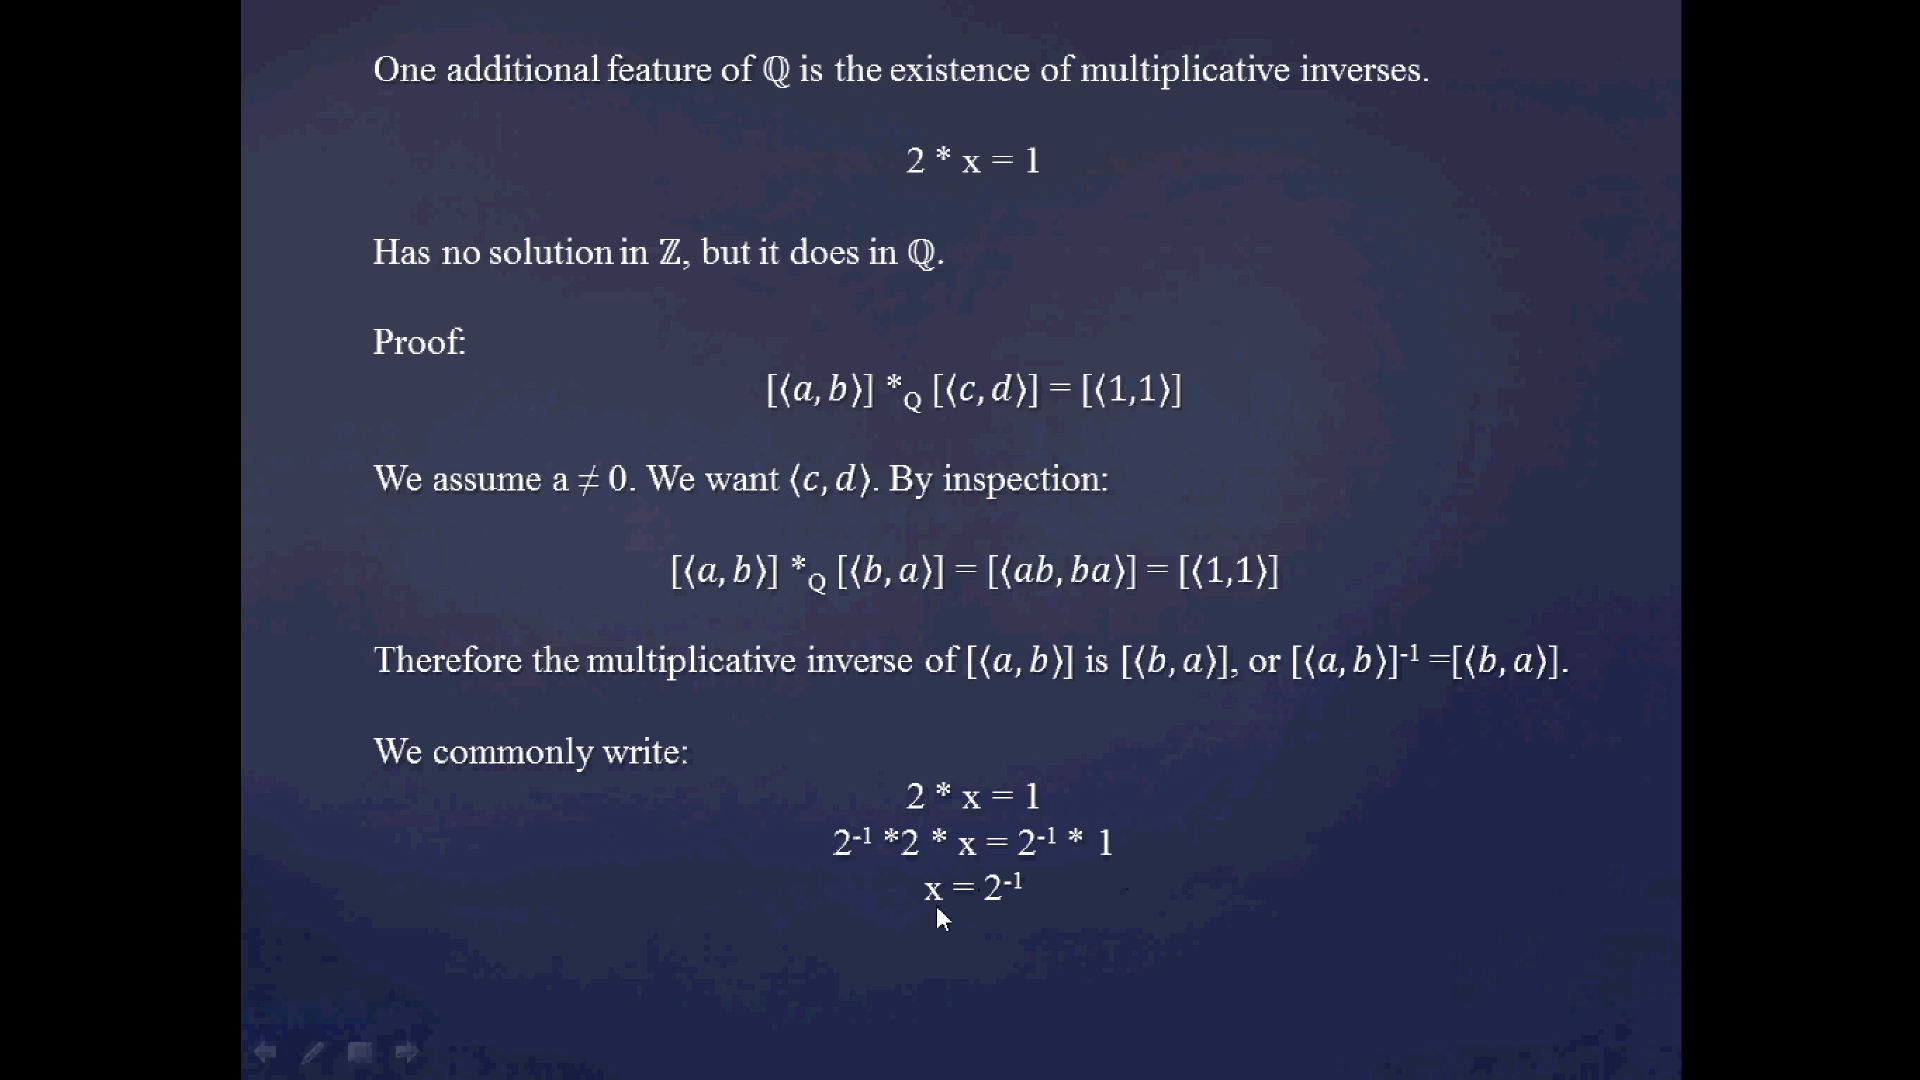 One additional feature of ℚ is the existence of multiplicative inverses.
2 * x = 1
Has no solution in ℤ, but it does in ℚ.
Proof:
[⟨a, b⟩] *Q [⟨c, d⟩] = [⟨1,1⟩]
We assume a ≠ 0. We want ⟨c, d⟩. By inspection:
[⟨a, b⟩] *Q [⟨b, a⟩] = [⟨ab, ba⟩] = [⟨1,1⟩]
Therefore the multiplicative inverse of [⟨a, b⟩] is [⟨b, a⟩], or [⟨a, b⟩]⁻¹ =[⟨b, a⟩].
We commonly write:
2 * x = 1
2⁻¹ *2 * x = 2⁻¹ * 1
x = 2⁻¹